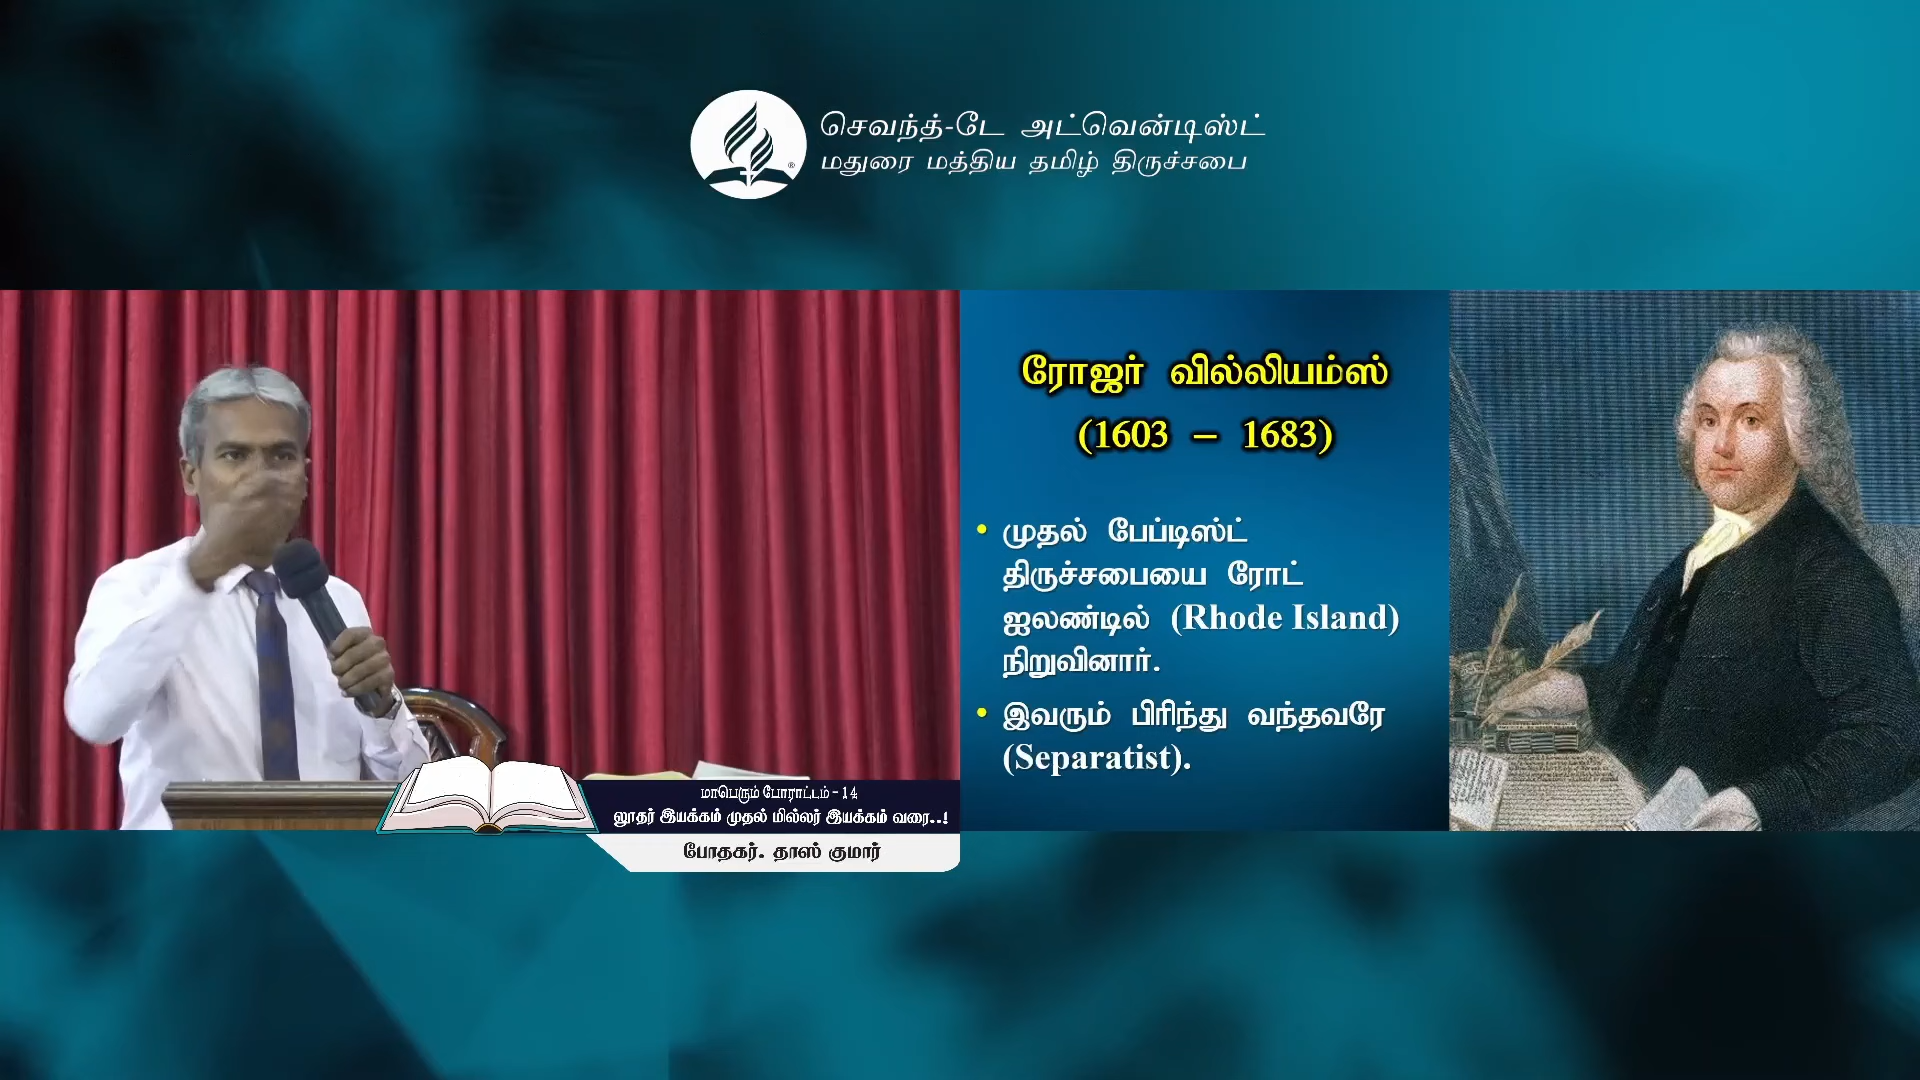 செவந்த்-டே அட்வென்டிஸ்ட்
மதுரை மத்திய தமிழ் திருச்சபை
ரோஜர் வில்லியம்ஸ்
(1603 – 1683)
• முதல் பேப்டிஸ்ட்
திருச்சபையை ரோட்
ஐலண்டில் (Rhode Island)
நிறுவினார்.
• இவரும் பிரிந்து வந்தவரே
(Separatist).
மாபெரும் போராட்டம் - 14
லூதர் இயக்கம் முதல் மில்லர் இயக்கம் வரை..!
போதகர். தாஸ் குமார்